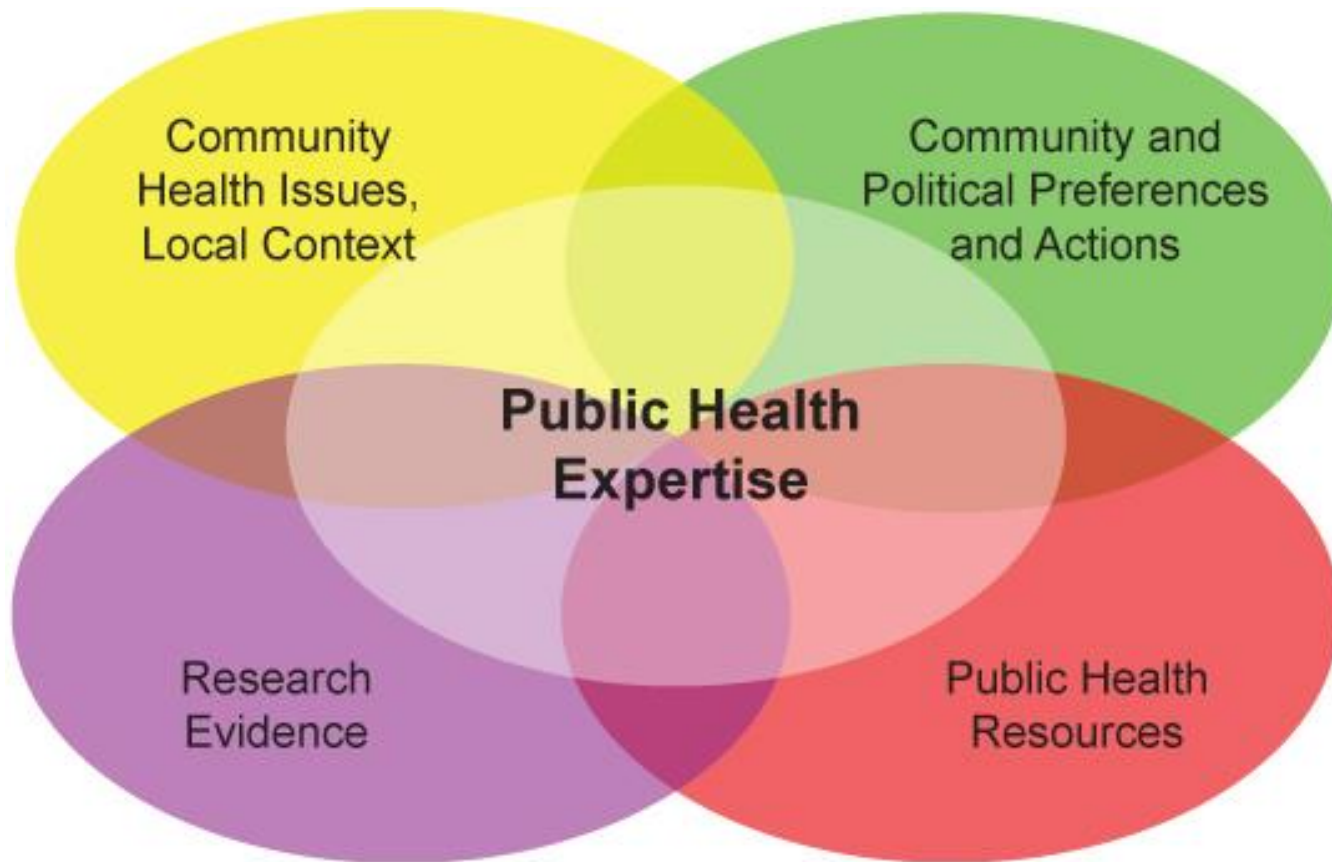 Community
Health Issues,
Local Context
Community and
Political Preferences
and Actions
Public Health
Expertise
Research
Evidence
Public Health
Resources